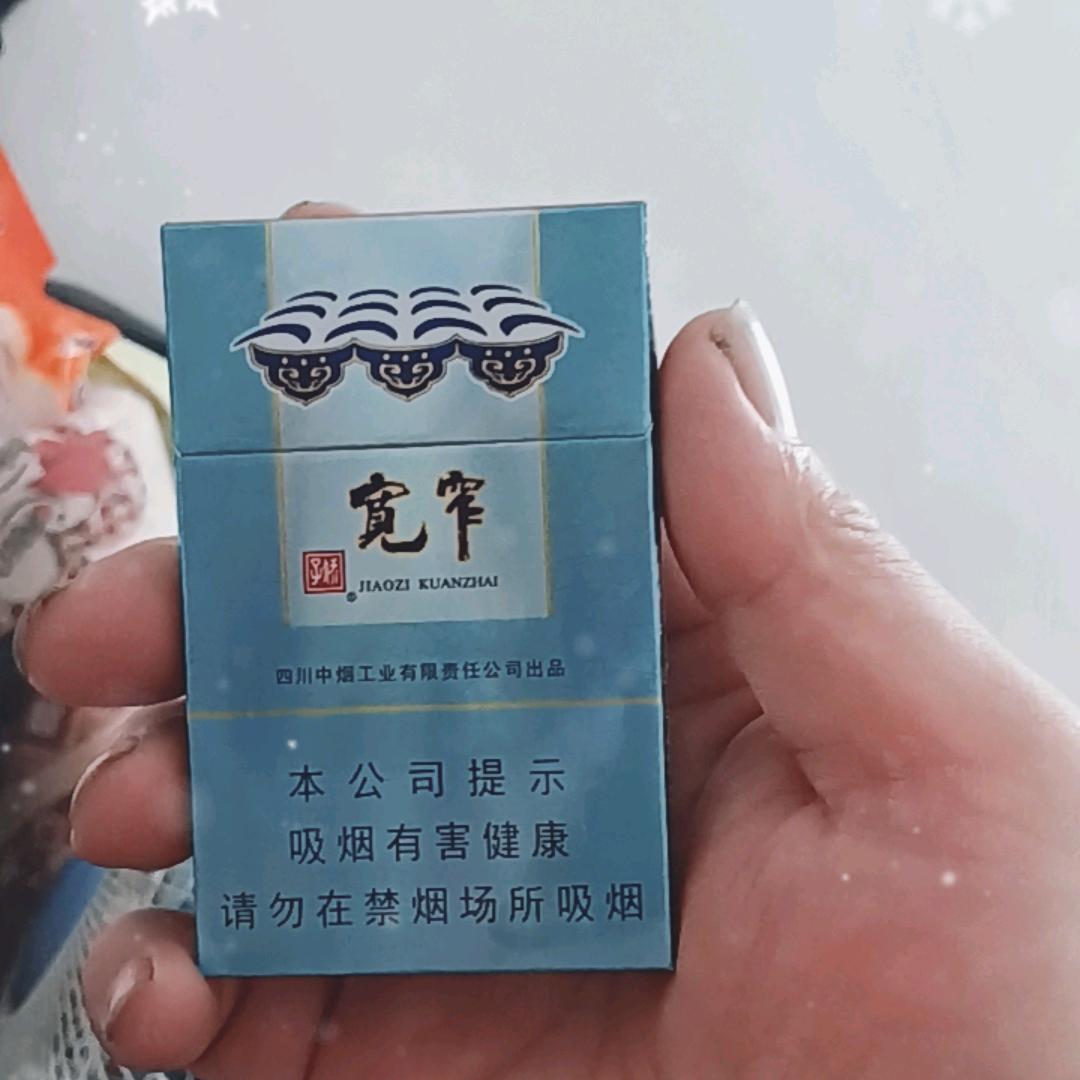 宽窄
娇子
® JIAOZI KUANZHAI
四川中烟工业有限责任公司出品
本公司提示
吸烟有害健康
请勿在禁烟场所吸烟